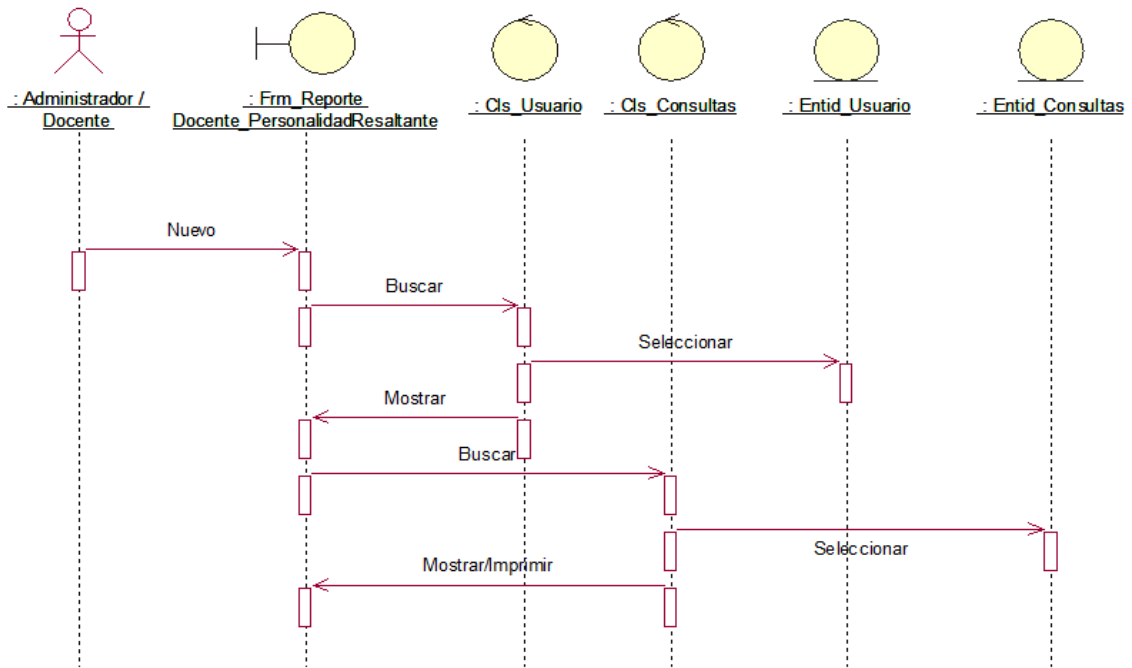 : Administrador /
Docente
: Frm_Reporte
Docente_PersonalidadResaltante
: Cls_Usuario
: Cls_Consultas
: Entid_Usuario
: Entid_Consultas
Nuevo
Buscar
Seleccionar
Mostrar
Buscar
Seleccionar
Mostrar/Imprimir